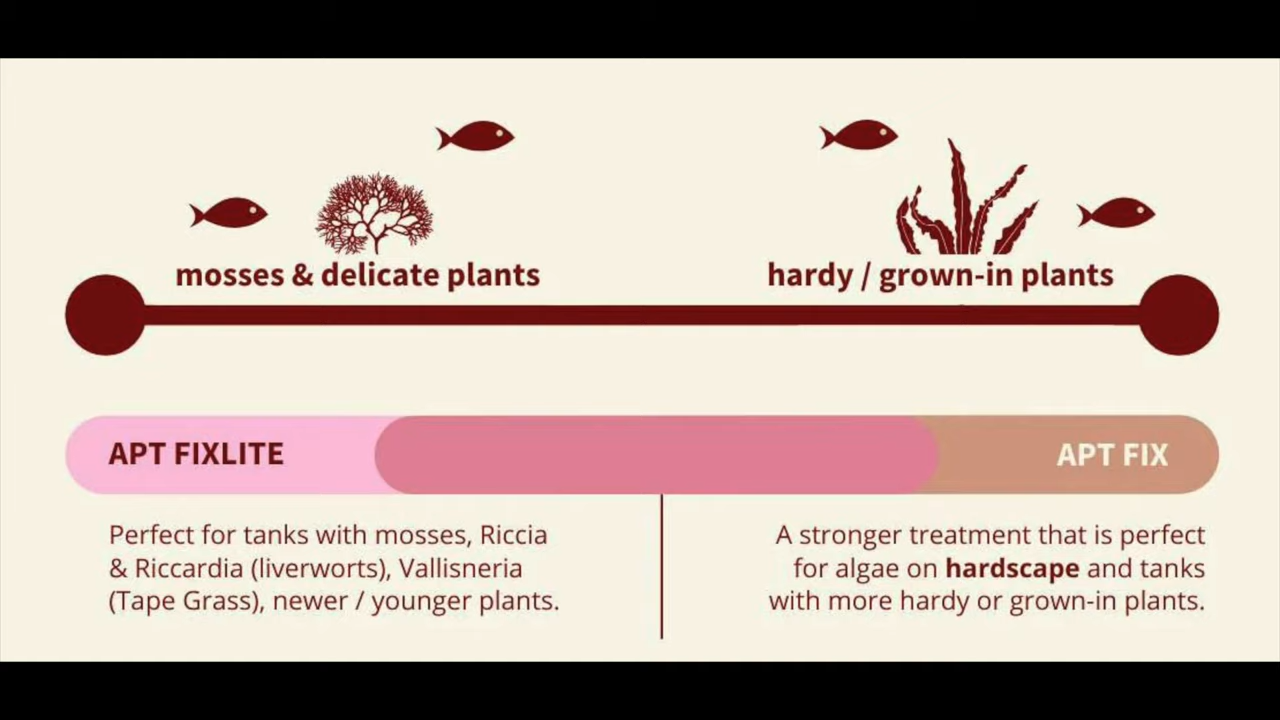 mosses & delicate plants
hardy / grown-in plants
APT FIXLITE
APT FIX
Perfect for tanks with mosses, Riccia
& Riccardia (liverworts), Vallisneria
(Tape Grass), newer / younger plants.
A stronger treatment that is perfect
for algae on hardscape and tanks
with more hardy or grown-in plants.